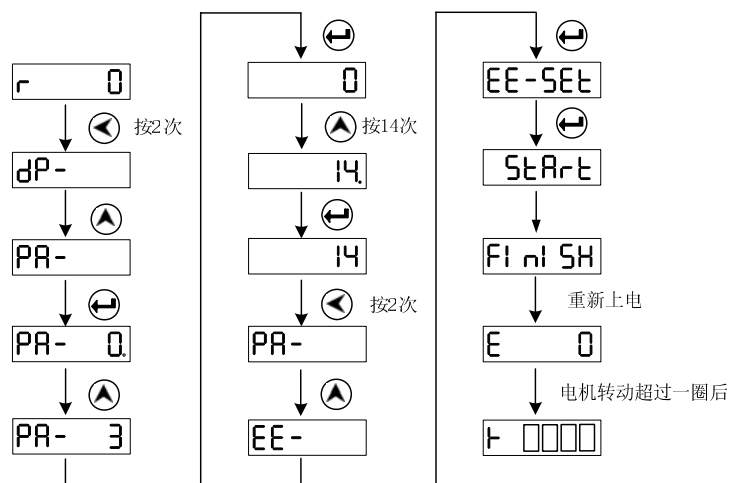 r 0
按2次
dP-
PA-
PA- 0.
PA- 3
0
按14次
14.
14
按2次
PA-
EE-
EE-SEt
StArt
FInISH
重新上电
E 0
电机转动超过一圈后